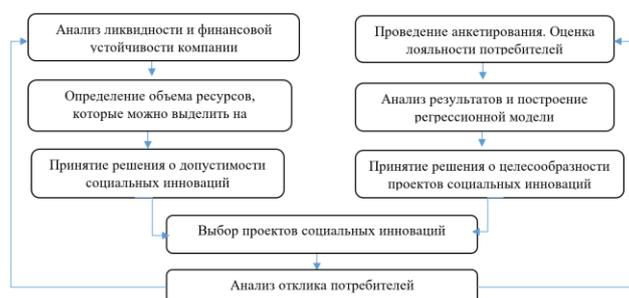 Анализ ликвидности и финансовой
устойчивости компании
Определение объема ресурсов,
которые можно выделить на
Принятие решения о допустимости
социальных инноваций
Проведение анкетирования. Оценка
лояльности потребителей
Анализ результатов и построение
регрессионной модели
Принятие решения о целесообразности
проектов социальных инноваций
Выбор проектов социальных инноваций
Анализ отклика потребителей